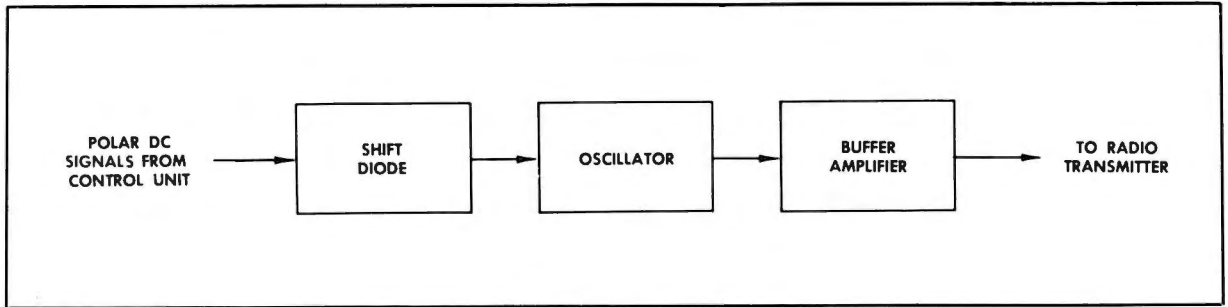 POLAR DC
SIGNALS FROM
CONTROL UNIT
SHIFT
DIODE
OSCILLATOR
BUFFER
AMPLIFIER
TO RADIO
TRANSMITTER